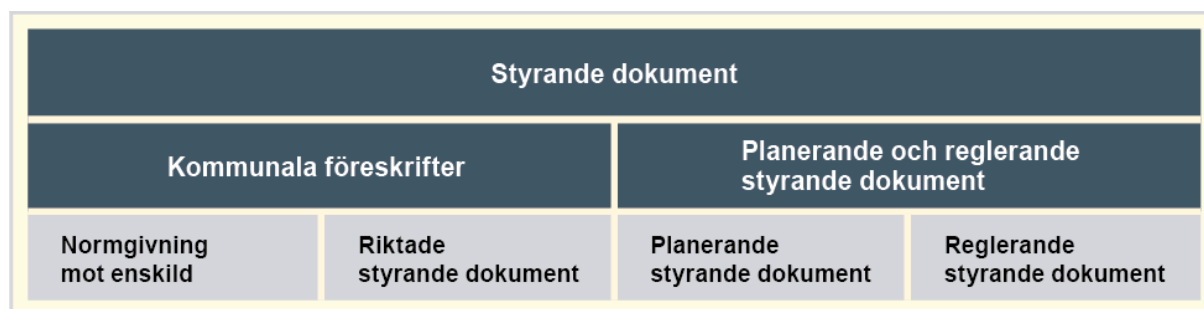 Styrande dokument
Kommunala föreskrifter
Planerande och reglerande
styrande dokument
Normgivning
mot enskild
Riktade
styrande dokument
Planerande
styrande dokument
Reglerande
styrande dokument